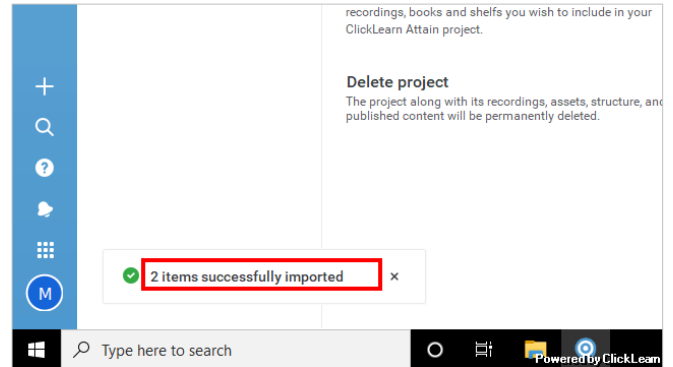 recordings, books and shelfs you wish to include in your
ClickLearn Attain project.
Delete project
The project along with its recordings, assets, structure, and
published content will be permanently deleted.
2 items successfully imported
M
Type here to search
Powered by ClickLearn